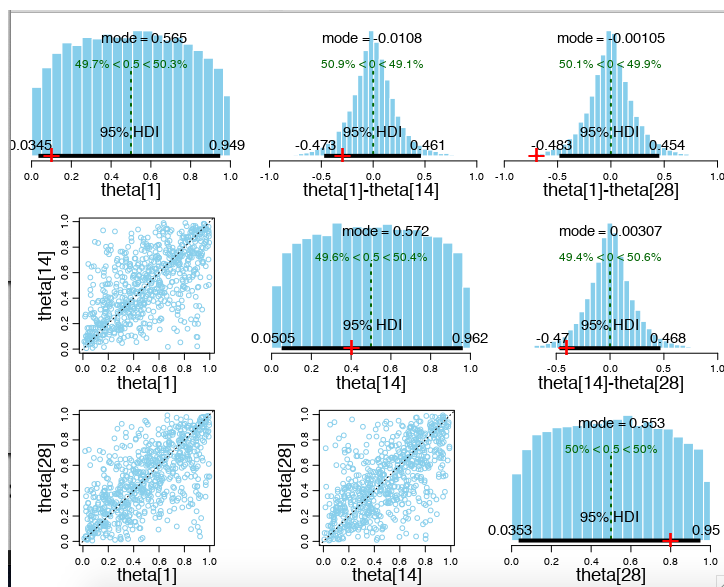 mode = 0.565
49.7% < 0.5 < 50.3%
95% HDI
0.0345 0.949
0.0 0.2 0.4 0.6 0.8 1.0
theta[1]
mode = -0.0108
50.9% < 0 < 49.1%
95% HDI
-0.473 0.461
-1.0 -0.5 0.0 0.5 1.0
theta[1]-theta[14]
mode = -0.00105
50.1% < 0 < 49.9%
95% HDI
-0.483 0.454
-1.0 -0.5 0.0 0.5 1.0
theta[1]-theta[28]
theta[14]
0.0 0.2 0.4 0.6 0.8 1.0
0.0 0.2 0.4 0.6 0.8 1.0
theta[1]
mode = 0.572
49.6% < 0.5 < 50.4%
95% HDI
0.0505 0.962
0.0 0.2 0.4 0.6 0.8 1.0
theta[14]
mode = 0.00307
49.4% < 0 < 50.6%
95% HDI
-0.47 0.468
-0.5 0.0 0.5 1.0
theta[14]-theta[28]
theta[28]
0.0 0.2 0.4 0.6 0.8 1.0
0.0 0.2 0.4 0.6 0.8 1.0
theta[1]
theta[28]
0.0 0.2 0.4 0.6 0.8 1.0
0.0 0.2 0.4 0.6 0.8 1.0
theta[14]
mode = 0.553
50% < 0.5 < 50%
95% HDI
0.0353 0.95
0.0 0.2 0.4 0.6 0.8 1.0
theta[28]